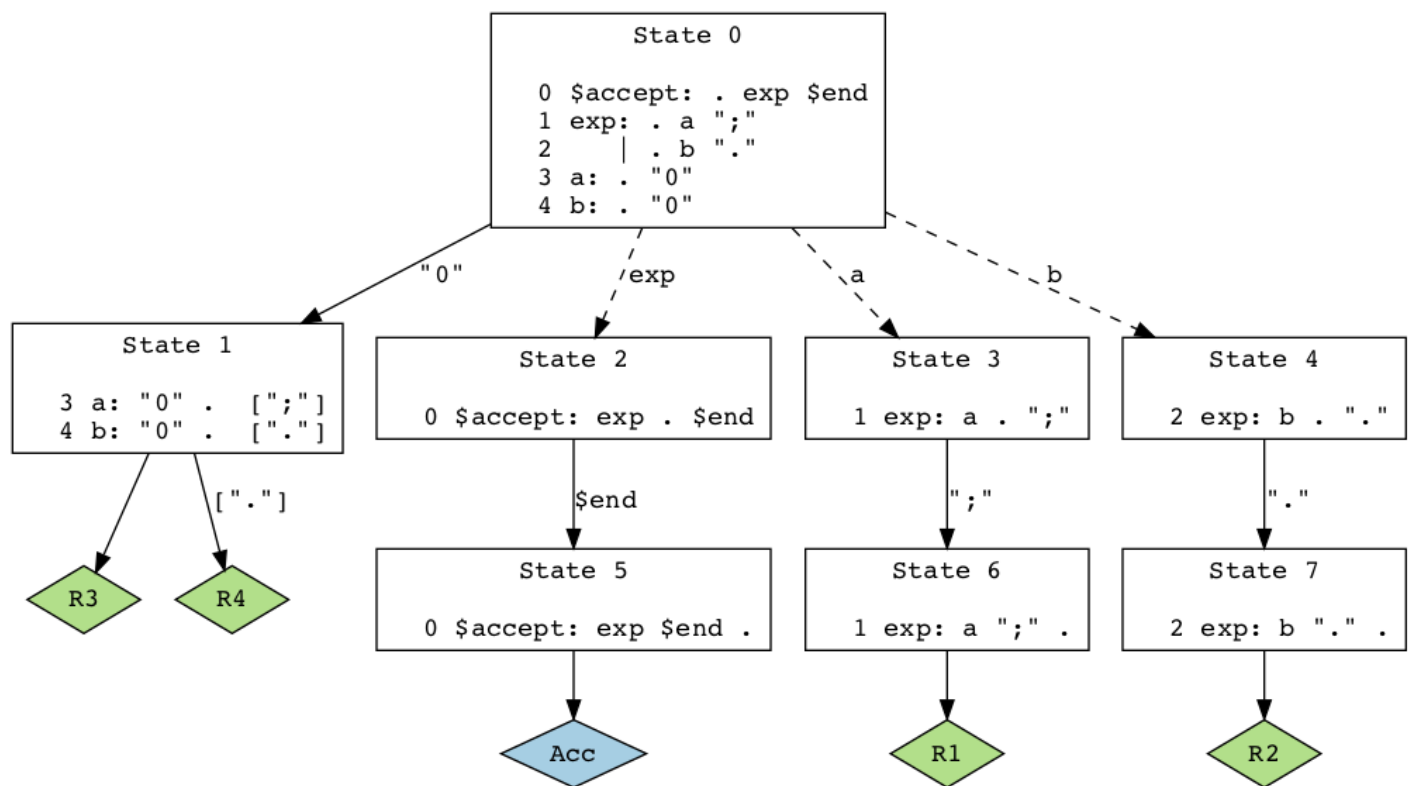 State 0
0 $accept: . exp $end
1 exp: . a ";"
2    | . b "."
3 a: . "0"
4 b: . "0"
"0"
exp
a
b
State 1
3 a: "0" .  [";"]
4 b: "0" .  ["."]
State 2
0 $accept: exp . $end
State 3
1 exp: a . ";"
State 4
2 exp: b . "."
["."]
$end
";"
"."
R3
R4
State 5
0 $accept: exp $end .
State 6
1 exp: a ";" .
State 7
2 exp: b "." .
Acc
R1
R2